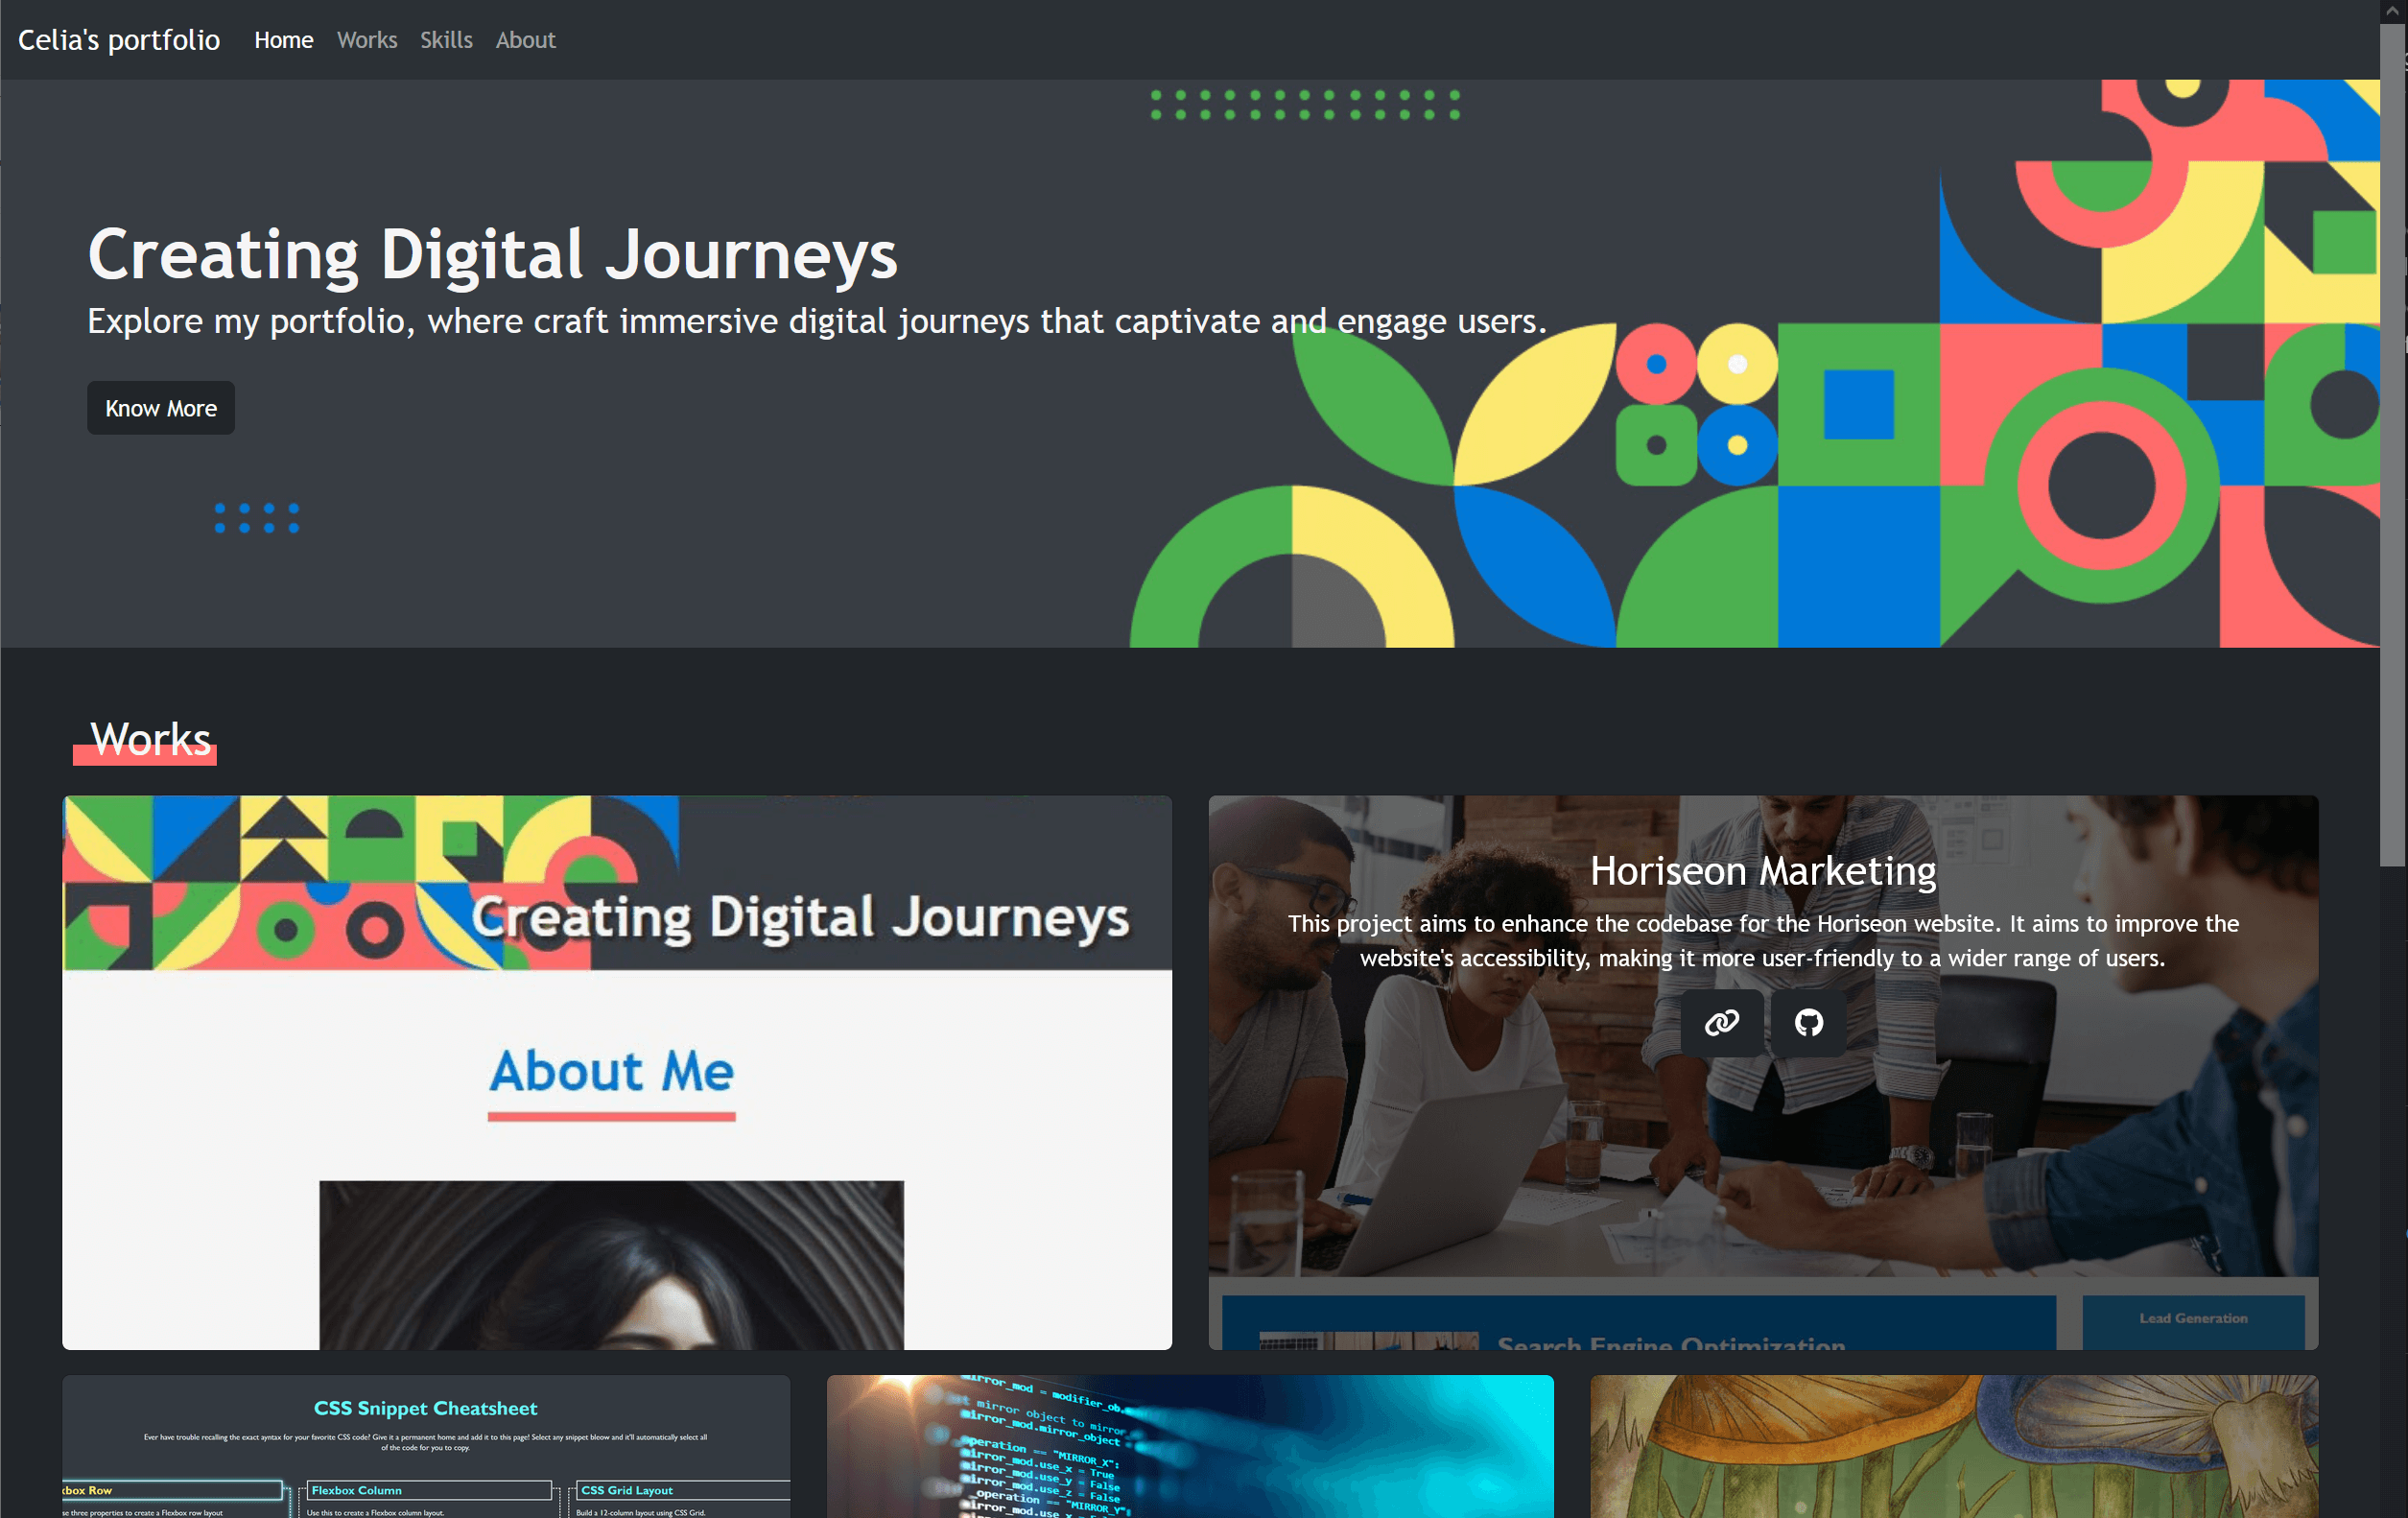 Celia's portfolio Home Works Skills About
Creating Digital Journeys
Explore my portfolio, where craft immersive digital journeys that captivate and engage users.
Know More
Works
Creating Digital Journeys
About Me
Horiseon Marketing
This project aims to enhance the codebase for the Horiseon website. It aims to improve the
website's accessibility, making it more user-friendly to a wider range of users.
Search Engine Optimization
Lead Generation
CSS Snippet Cheatsheet
Ever have trouble recalling the exact syntax for your favorite CSS code? Give it a permanent home and add it to this page! Select any snippet bleow and it'll automatically select all
of the code for you to copy.
xbox Row
Flexbox Column
CSS Grid Layout
se three properties to create a Flexbox row layout
Use this to create a Flexbox column layout.
Build a 12-column layout using CSS Grid.
mirror_mod = modifier_ob.
mirror object to mirror
mirror_mod.mirror_object
operation == "MIRROR_X":
mirror_mod.use_x = True
mirror_mod.use_y = False
mirror_mod.use_z = False
_operation == "MIRROR_Y":